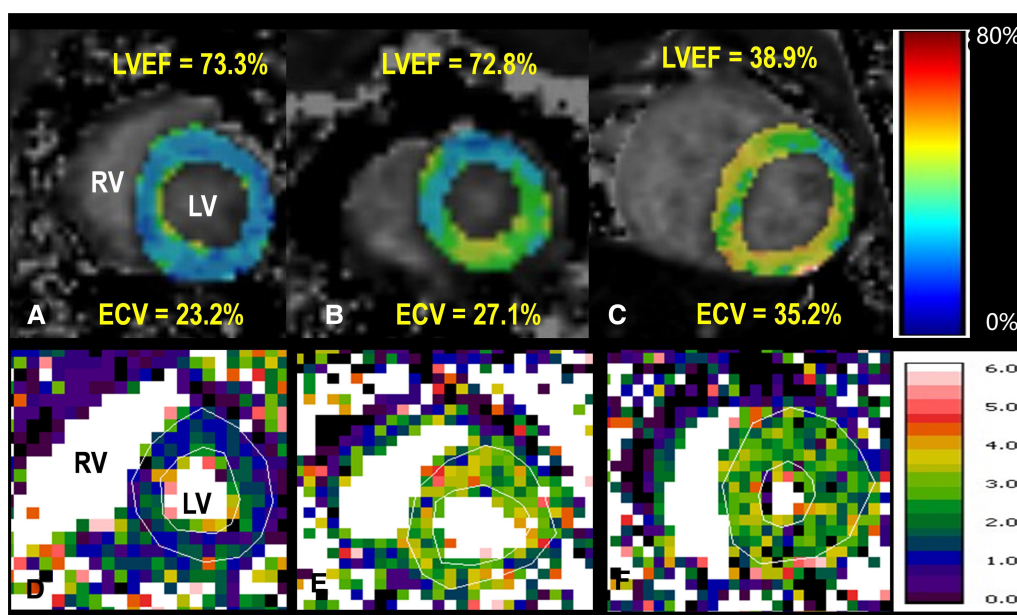 LVEF = 73.3%
LVEF = 72.8%
LVEF = 38.9%
80%
RV
LV
A
ECV = 23.2%
B
ECV = 27.1%
C
ECV = 35.2%
0%
6.0
5.0
4.0
3.0
2.0
1.0
0.0
RV
LV
D
E
F